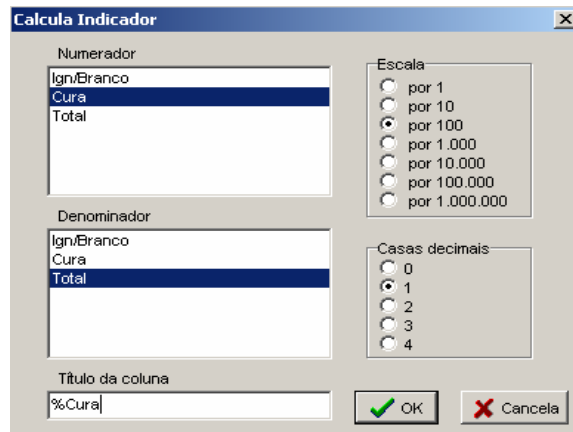 Calcula Indicador
Numerador
Ign/Branco
Cura
Total
Denominador
Ign/Branco
Cura
Total
Título da coluna
%Cura
Escala
por 1
por 10
por 100
por 1.000
por 10.000
por 100.000
por 1.000.000
Casas decimais
0
1
2
3
4
OK
Cancela